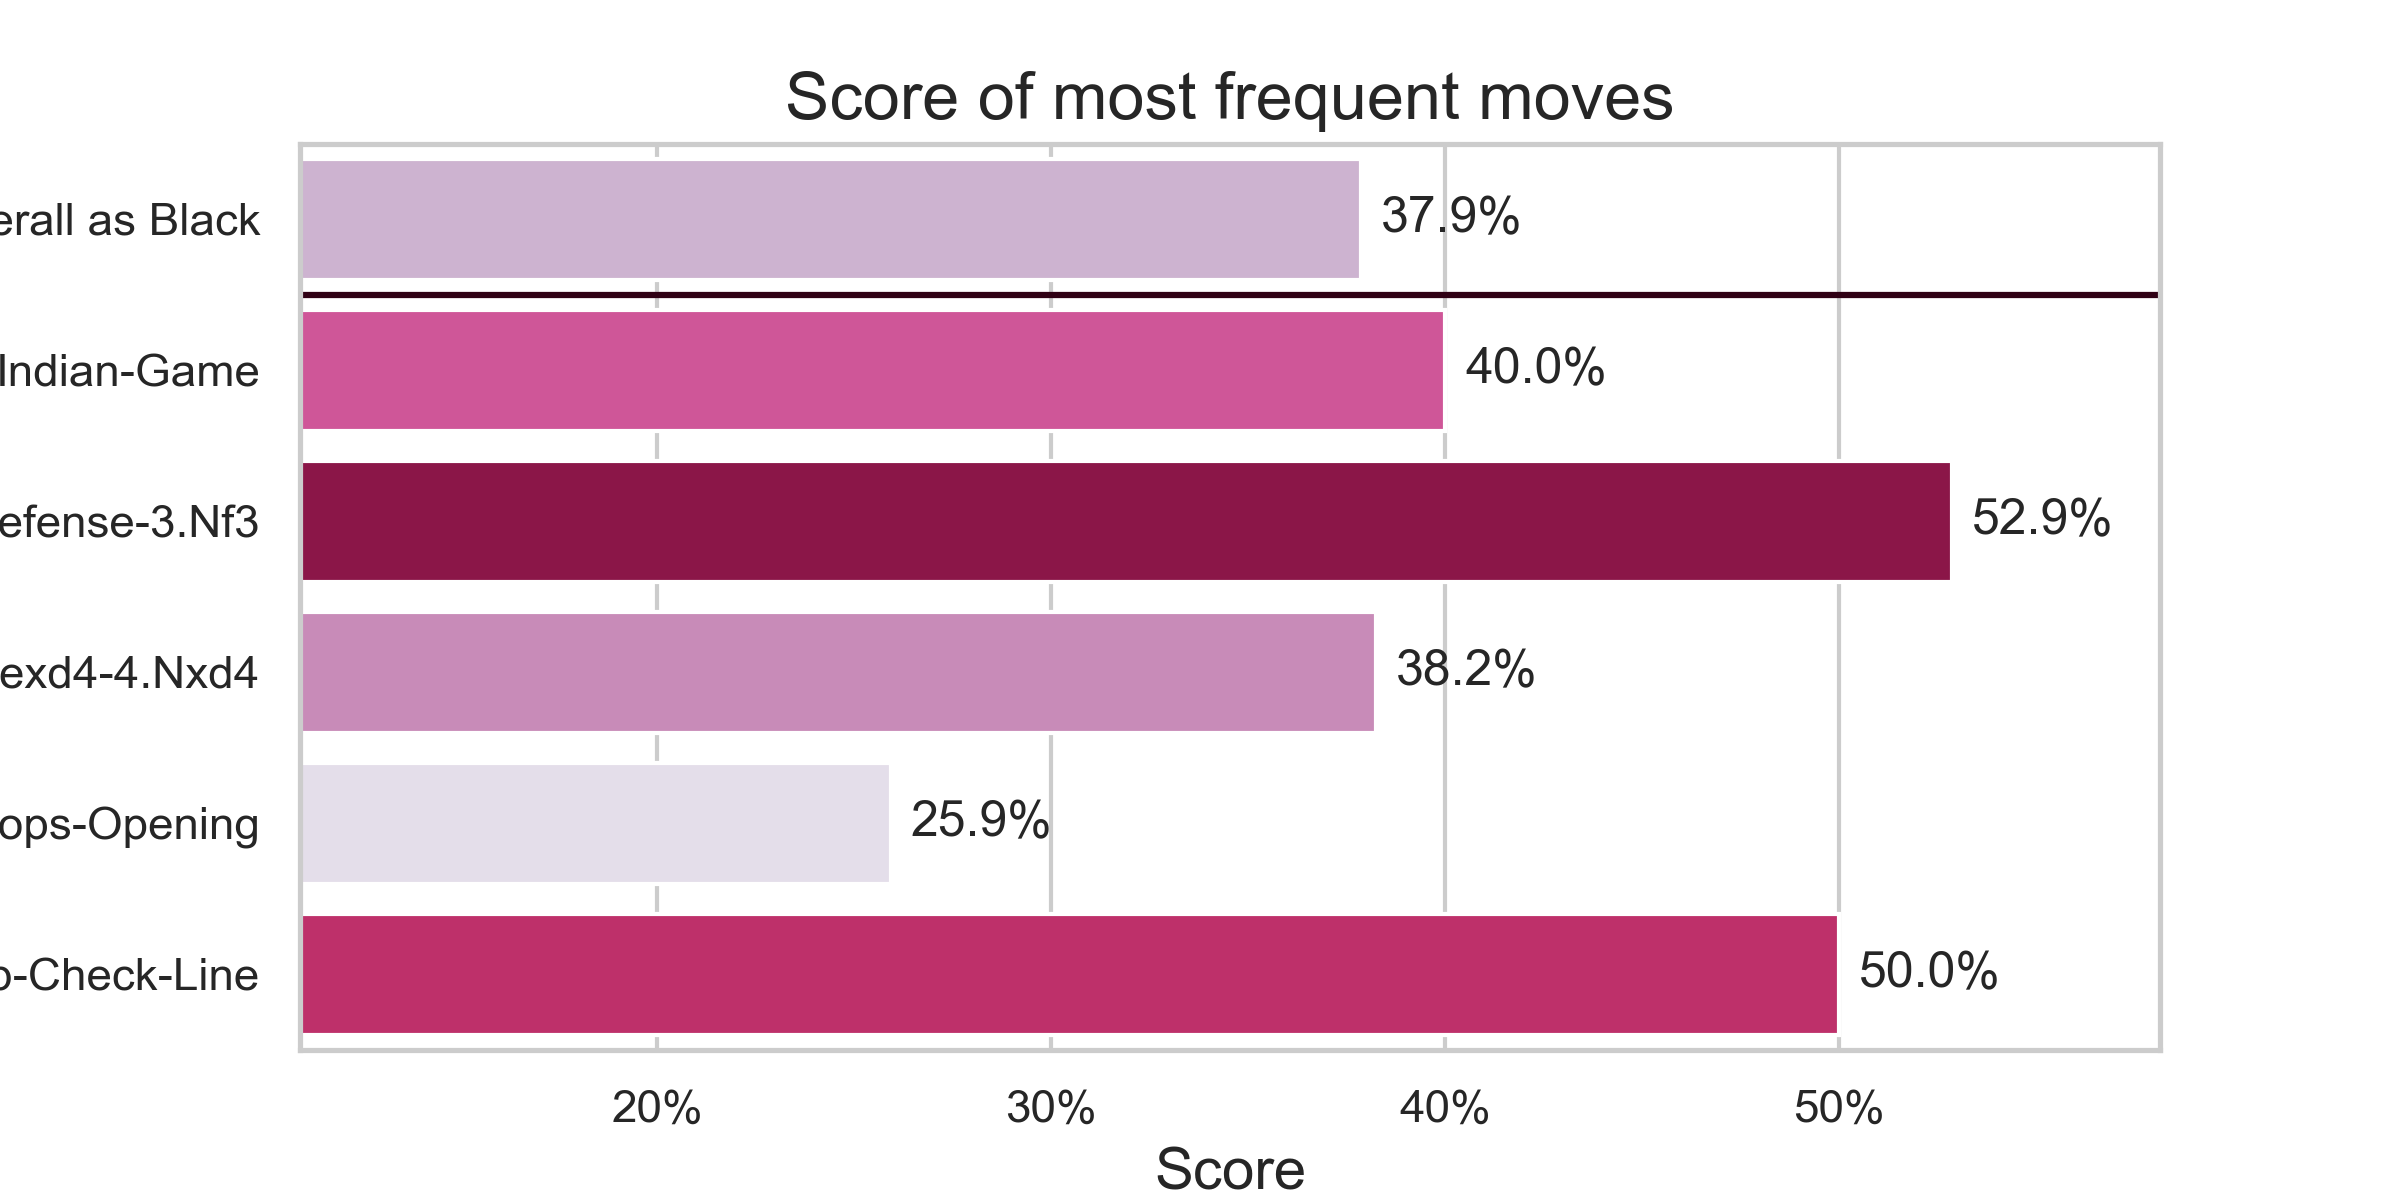 Score of most frequent moves
erall as Black
37.9%
Indian-Game
40.0%
efense-3.Nf3
52.9%
exd4-4.Nxd4
38.2%
ops-Opening
25.9%
o-Check-Line
50.0%
20% 30% 40% 50%
Score